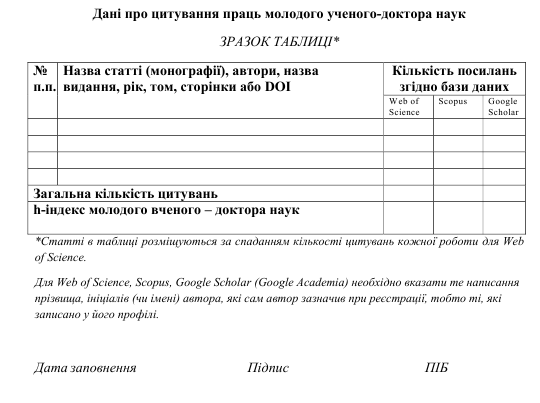 Дані про цитування праць молодого ученого-доктора наук
ЗРАЗОК ТАБЛИЦІ*
№ п.п.
Назва статті (монографії), автори, назва
видання, рік, том, сторінки або DOI
Кількість посилань
згідно бази даних
Web of
Science
Scopus
Google
Scholar
Загальна кількість цитувань
h-індекс молодого вченого – доктора наук
*Статті в таблиці розміщуються за спаданням кількості цитувань кожної роботи для Web
of Science.
Для Web of Science, Scopus, Google Scholar (Google Academia) необхідно вказати те написання
прізвища, ініціалів (чи імені) автора, які сам автор зазначив при реєстрації, тобто ті, які
записано у його профілі.
Дата заповнення Підпис ПІБ